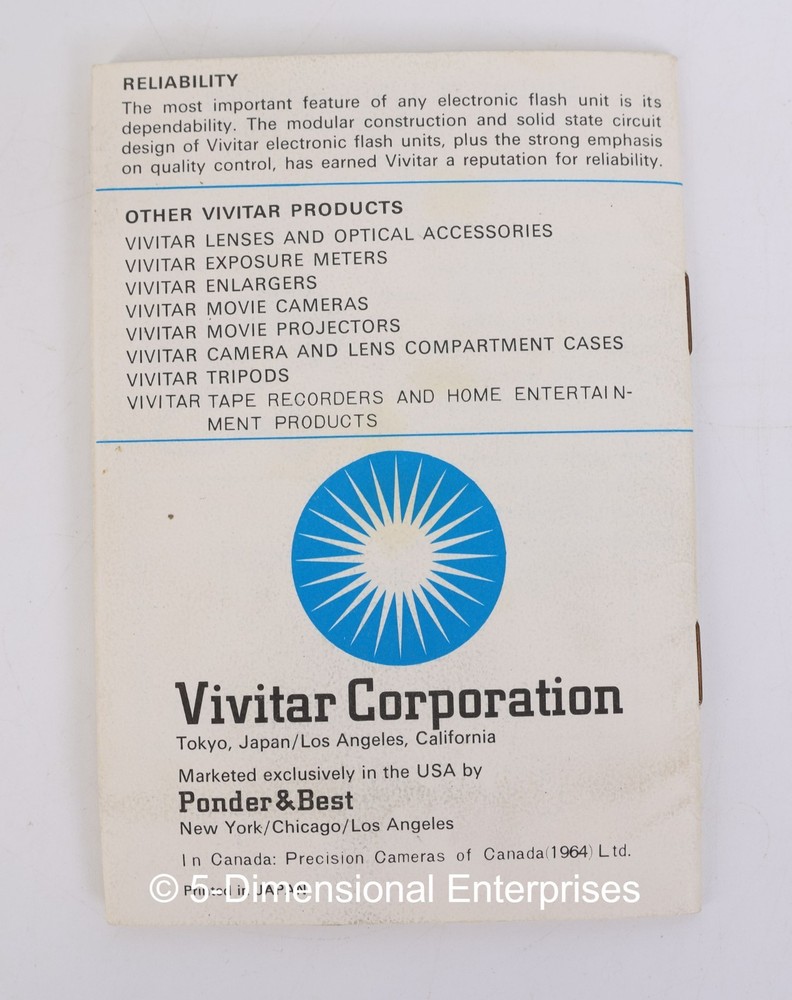 RELIABILITY
The most important feature of any electronic flash unit is its
dependability. The modular construction and solid state circuit
design of Vivitar electronic flash units, plus the strong emphasis
on quality control, has earned Vivitar a reputation for reliability.
OTHER VIVITAR PRODUCTS
VIVITAR LENSES AND OPTICAL ACCESSORIES
VIVITAR EXPOSURE METERS
VIVITAR ENLARGERS
VIVITAR MOVIE CAMERAS
VIVITAR MOVIE PROJECTORS
VIVITAR CAMERA AND LENS COMPARTMENT CASES
VIVITAR TRIPODS
VIVITAR TAPE RECORDERS AND HOME ENTERTAIN-
MENT PRODUCTS
Vivitar Corporation
Tokyo, Japan/Los Angeles, California
Marketed exclusively in the USA by
Ponder&Best
New York/Chicago/Los Angeles
In Canada: Precision Cameras of Canada(1964) Ltd.
Printed in JAPAN
© 5 Dimensional Enterprises